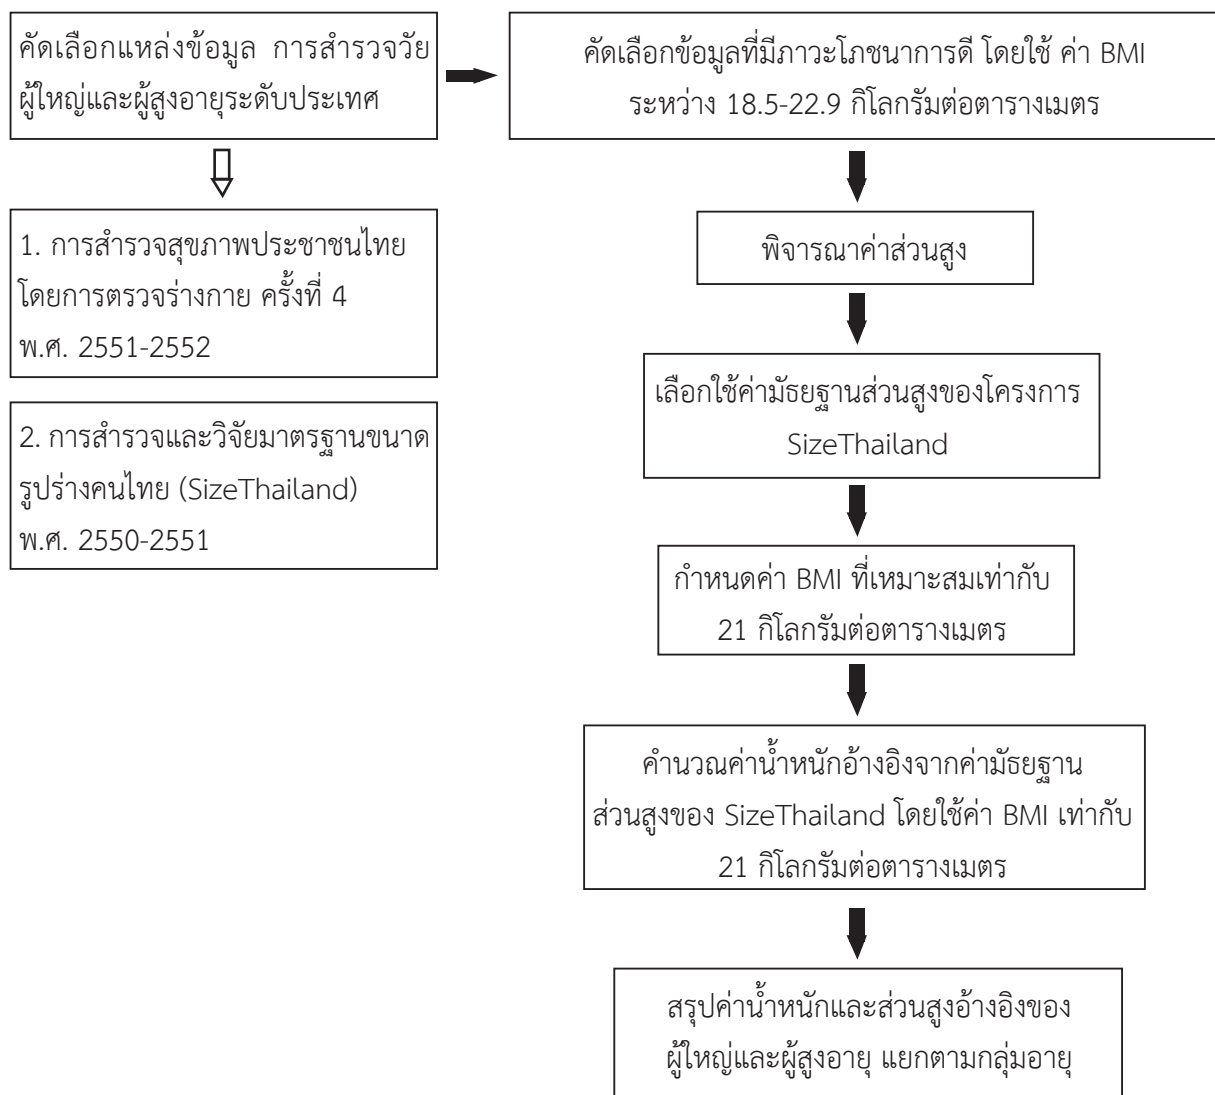 คัดเลือกแหล่งข้อมูล การสำรวจวัย
ผู้ใหญ่และผู้สูงอายุระดับประเทศ
1. การสำรวจสุขภาพประชาชนไทย
โดยการตรวจร่างกาย ครั้งที่ 4
พ.ศ. 2551-2552
2. การสำรวจและวิจัยมาตรฐานขนาด
รูปร่างคนไทย (SizeThailand)
พ.ศ. 2550-2551
คัดเลือกข้อมูลที่มีภาวะโภชนาการดี โดยใช้ ค่า BMI
ระหว่าง 18.5-22.9 กิโลกรัมต่อตารางเมตร
พิจารณาค่าส่วนสูง
เลือกใช้ค่ามัธยฐานส่วนสูงของโครงการ
SizeThailand
กำหนดค่า BMI ที่เหมาะสมเท่ากับ
21 กิโลกรัมต่อตารางเมตร
คำนวณค่าน้ำหนักอ้างอิงจากค่ามัธยฐาน
ส่วนสูงของ SizeThailand โดยใช้ค่า BMI เท่ากับ
21 กิโลกรัมต่อตารางเมตร
สรุปค่าน้ำหนักและส่วนสูงอ้างอิงของ
ผู้ใหญ่และผู้สูงอายุ แยกตามกลุ่มอายุ